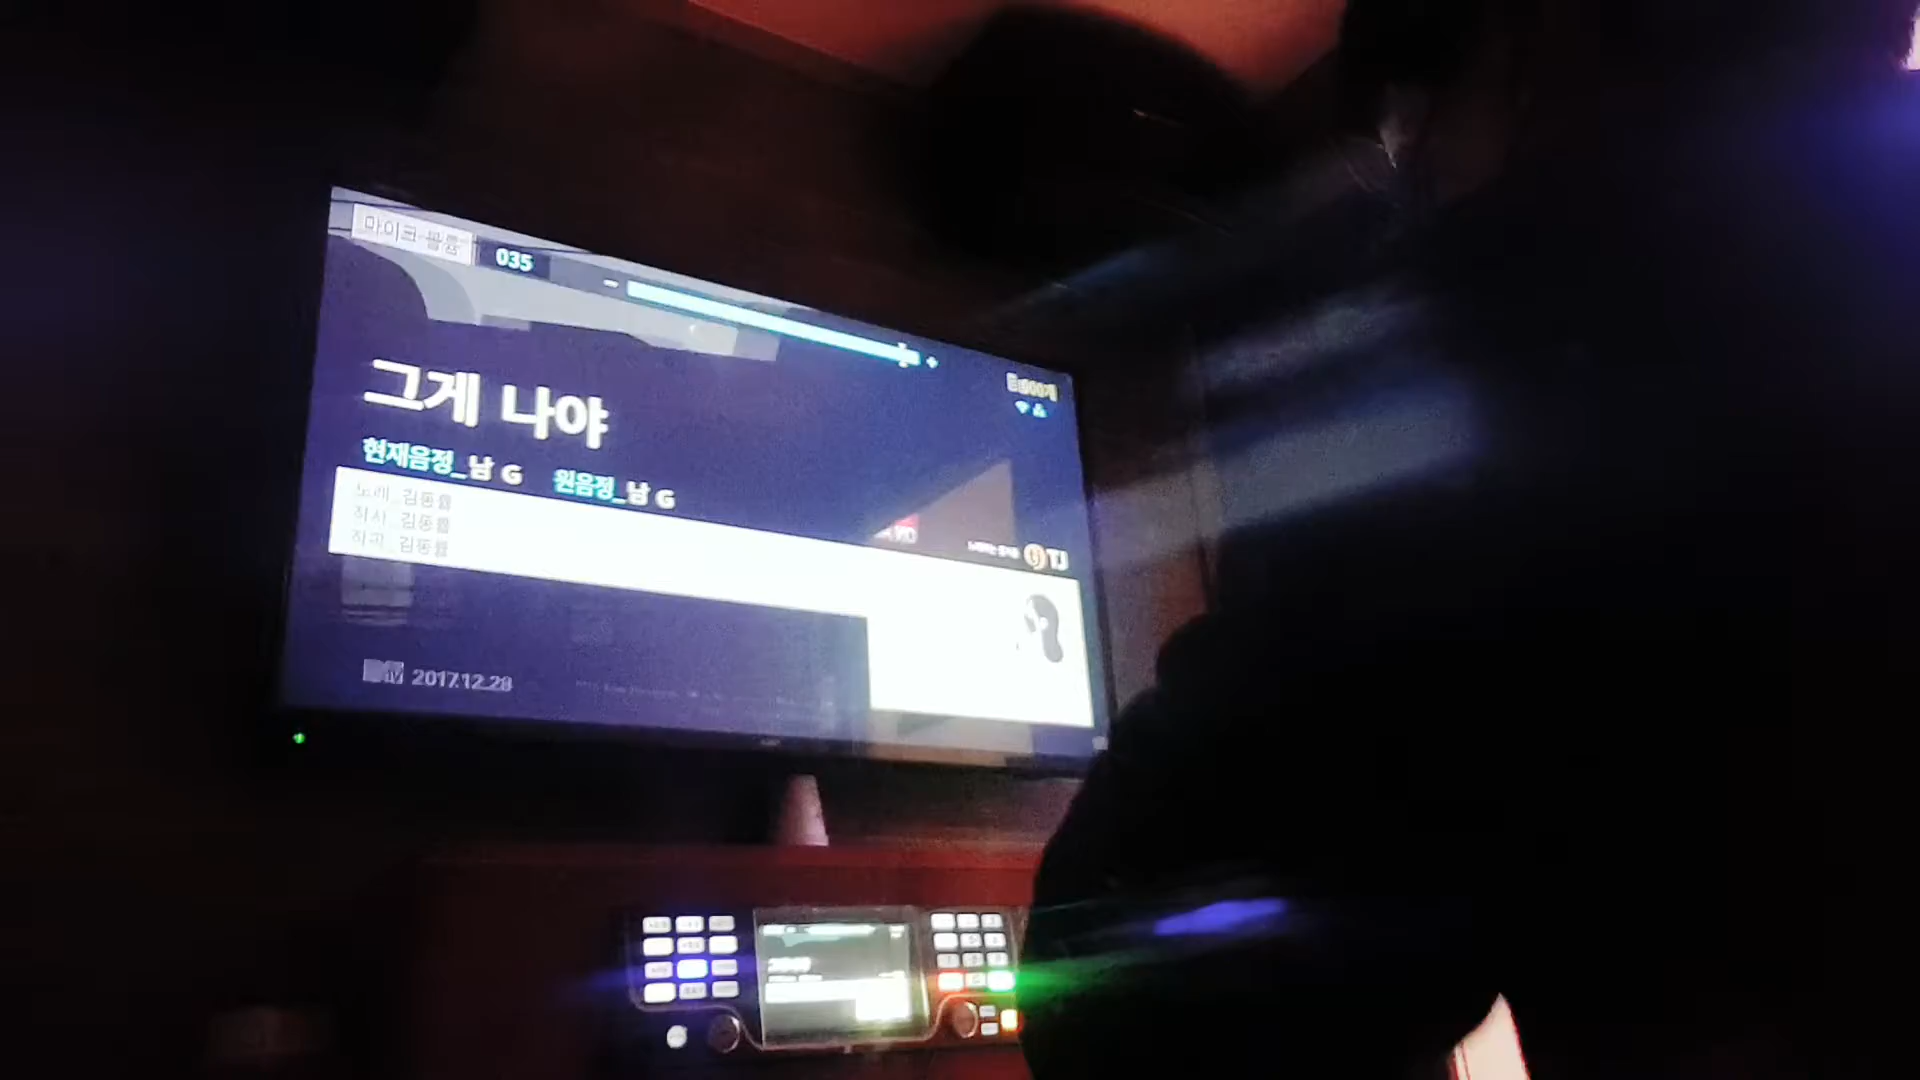 마이크 볼륨 035
그게 나야
현재음정_남 G 원음정_남 G
노래_김동률
작사_김동률
작곡_김동률
TJ
2017.12.28